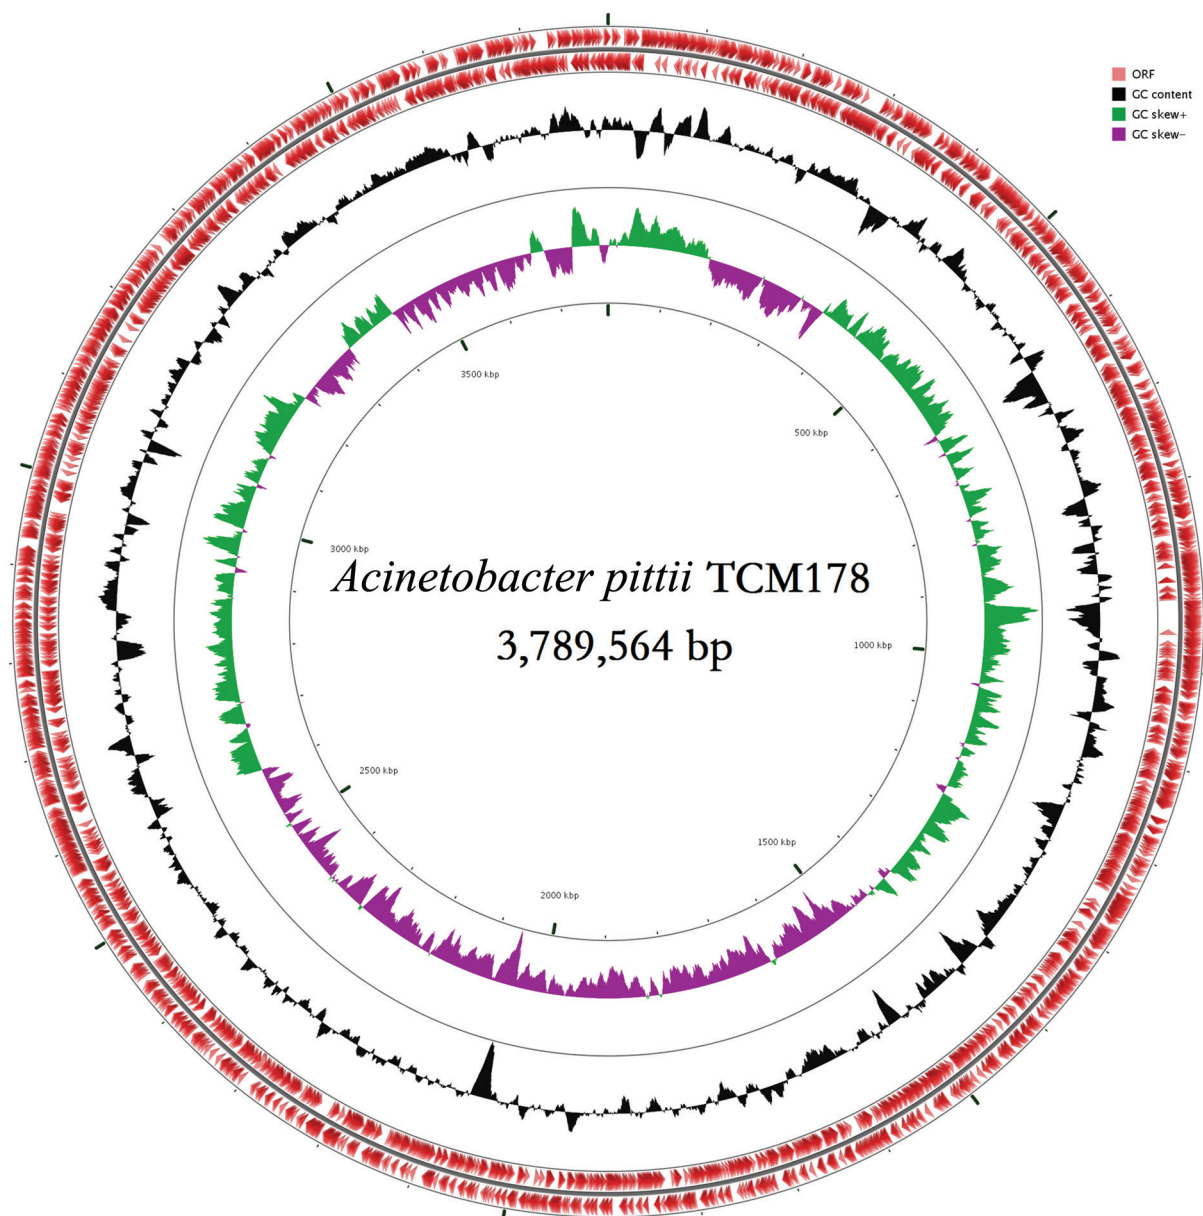 ORF
GC content
GC skew+
GC skew−
3500 kbp
500 kbp
3000 kbp
Acinetobacter pittii TCM178
3,789,564 bp
1000 kbp
2500 kbp
1500 kbp
2000 kbp